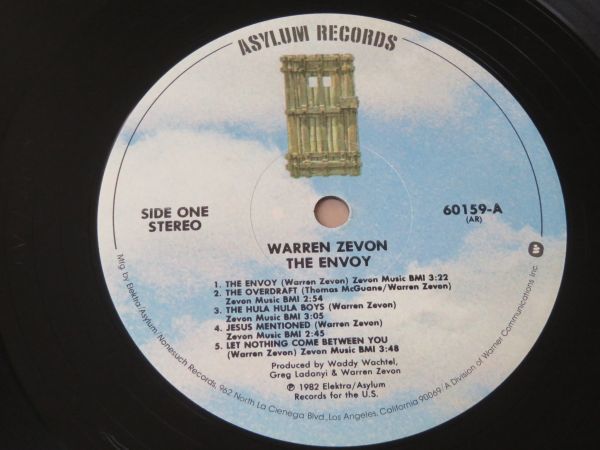 ASYLUM RECORDS
SIDE ONE
STEREO
60159-A
(AR)
WARREN ZEVON
THE ENVOY
1. THE ENVOY (Warren Zevon) Zevon Music BMI 3:22
2. THE OVERDRAFT (Thomas McGuane/Warren Zevon)
Zevon Music BMI 2:54
3. THE HULA HULA BOYS (Warren Zevon)
Zevon Music BMI 3:05
4. JESUS MENTIONED (Warren Zevon)
Zevon Music BMI 2:45
5. LET NOTHING COME BETWEEN YOU
(Warren Zevon) Zevon Music BMI 3:48
Produced by Waddy Wachtel,
Greg Ladanyi & Warren Zevon
℗ 1982 Elektra/Asylum
Records for the U.S.
Mfg. by Elektra/Asylum Nonesuch Records, 962 North La Cienega Blvd., Los Angeles, California 90069/A Division of Warner Communications Inc.